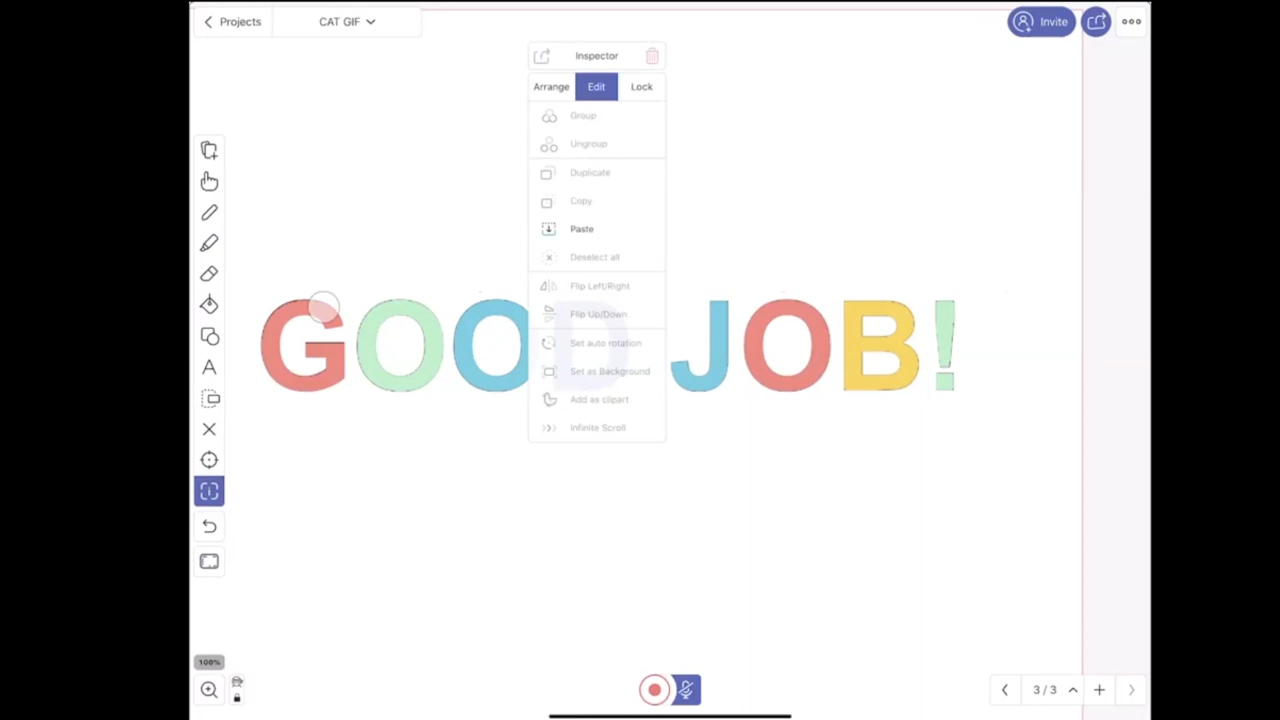 Projects
CAT GIF
Invite
Inspector
Arrange Edit Lock
Group
Ungroup
Duplicate
Copy
Paste
Deselect all
Flip Left/Right
GOOD JOB!
Flip Up/Down
Set auto rotation
Set as Background
Add as clipart
Infinite Scroll
100%
3 / 3